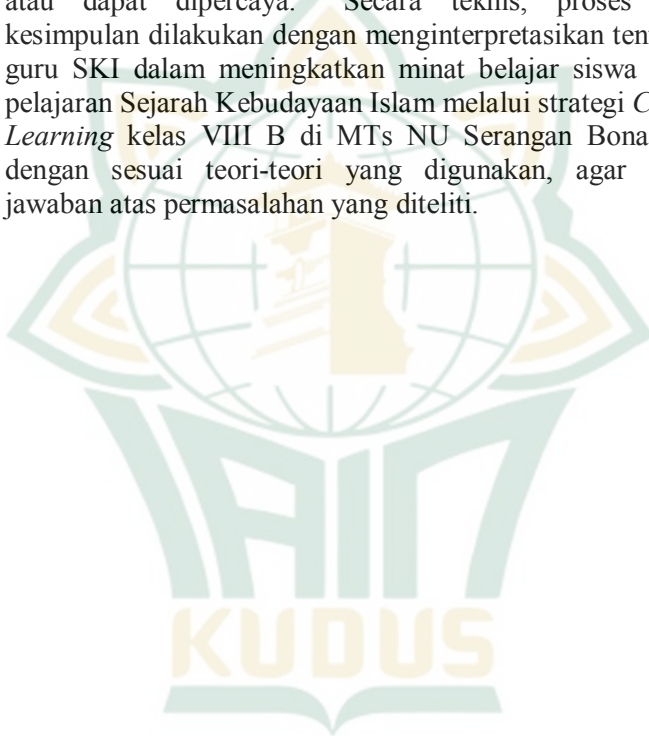 atau dapat dipercaya. Secara teknis, proses
kesimpulan dilakukan dengan menginterpretasikan
guru SKI dalam meningkatkan minat belajar siswa
pelajaran Sejarah Kebudayaan Islam melalui strategi
Learning kelas VIII B di MTs NU Serangan
dengan sesuai teori-teori yang digunakan, agar
jawaban atas permasalahan yang diteliti.
IAIN
KUDUS